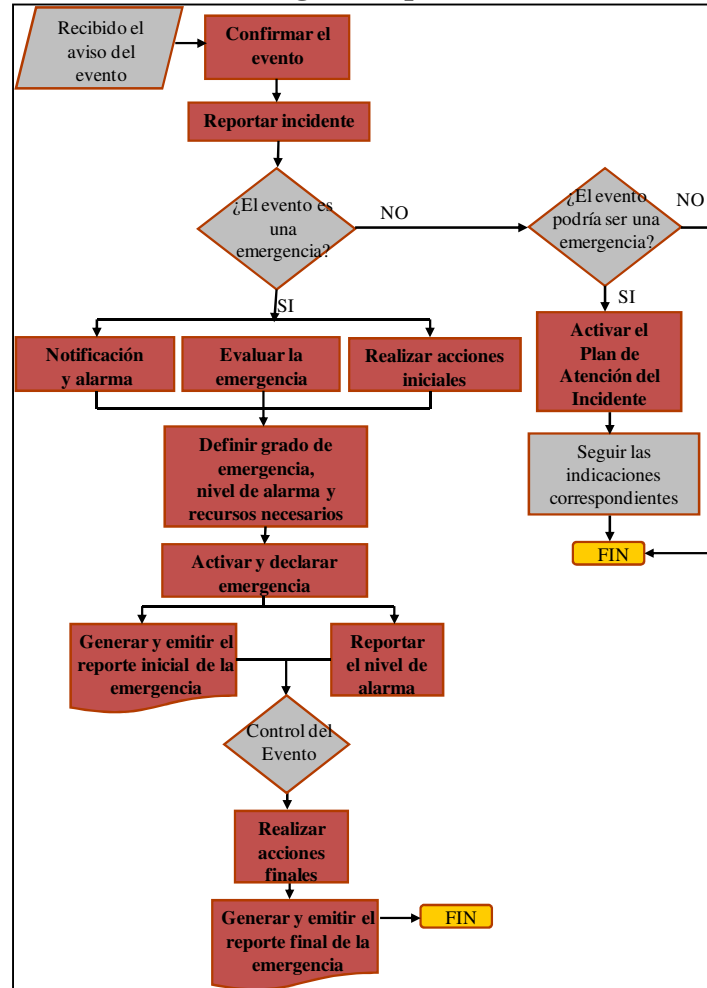 Recibido el
aviso del
evento
Confirmar el
evento
Reportar incidente
¿El evento es
una
emergencia?
NO
¿El evento
podría ser una
emergencia?
NO
SI
SI
Notificación
y alarma
Evaluar la
emergencia
Realizar acciones
iniciales
Activar el
Plan de
Atención del
Incidente
Definir grado de
emergencia,
nivel de alarma y
recursos necesarios
Seguir las
indicaciones
correspondientes
FIN
Activar y declarar
emergencia
Generar y emitir el
reporte inicial de la
emergencia
Reportar
el nivel de
alarma
Control del
Evento
Realizar
acciones
finales
Generar y emitir el
reporte final de la
emergencia
FIN